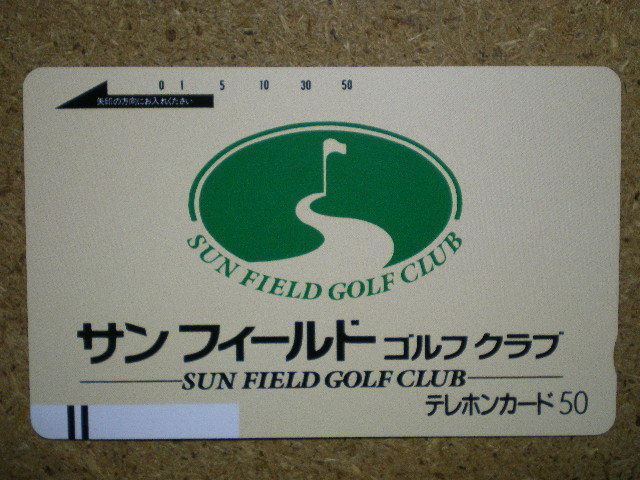 0 1 5 10 30 50
矢印の方向にお入れください
SUN FIELD GOLF CLUB
サンフィールド ゴルフクラブ
SUN FIELD GOLF CLUB
テレホンカード 50